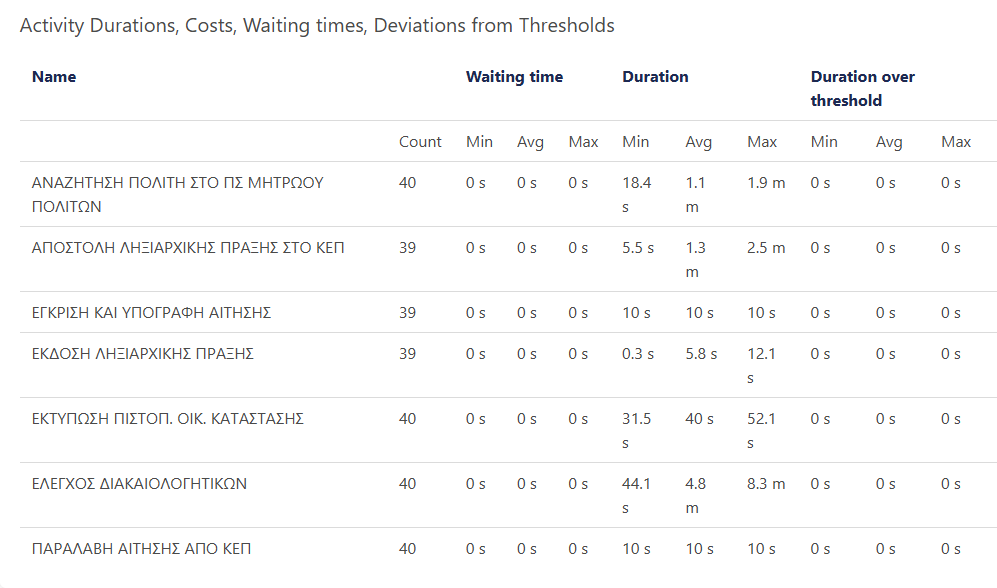 Activity Durations, Costs, Waiting times, Deviations from Thresholds
Name Waiting time Duration Duration over
threshold
Count Min Avg Max Min Avg Max Min Avg Max
ΑΝΑΖΗΤΗΣΗ ΠΟΛΙΤΗ ΣΤΟ ΠΣ ΜΗΤΡΩΟΥ 40 0 s 0 s 0 s 18.4 1.1 1.9 m 0 s 0 s 0 s
ΠΟΛΙΤΩΝ s m
ΑΠΟΣΤΟΛΗ ΛΗΞΙΑΡΧΙΚΗΣ ΠΡΑΞΗΣ ΣΤΟ ΚΕΠ 39 0 s 0 s 0 s 5.5 s 1.3 2.5 m 0 s 0 s 0 s
m
ΕΓΚΡΙΣΗ ΚΑΙ ΥΠΟΓΡΑΦΗ ΑΙΤΗΣΗΣ 39 0 s 0 s 0 s 10 s 10 s 10 s 0 s 0 s 0 s
ΕΚΔΟΣΗ ΛΗΞΙΑΡΧΙΚΗΣ ΠΡΑΞΗΣ 39 0 s 0 s 0 s 0.3 s 5.8 s 12.1 0 s 0 s 0 s
s
ΕΚΤΥΠΩΣΗ ΠΙΣΤΟΠ. ΟΙΚ. ΚΑΤΑΣΤΑΣΗΣ 40 0 s 0 s 0 s 31.5 40 s 52.1 0 s 0 s 0 s
s s
ΕΛΕΓΧΟΣ ΔΙΑΚΑΙΟΛΟΓΗΤΙΚΩΝ 40 0 s 0 s 0 s 44.1 4.8 8.3 m 0 s 0 s 0 s
s m
ΠΑΡΑΛΑΒΗ ΑΙΤΗΣΗΣ ΑΠΟ ΚΕΠ 40 0 s 0 s 0 s 10 s 10 s 10 s 0 s 0 s 0 s